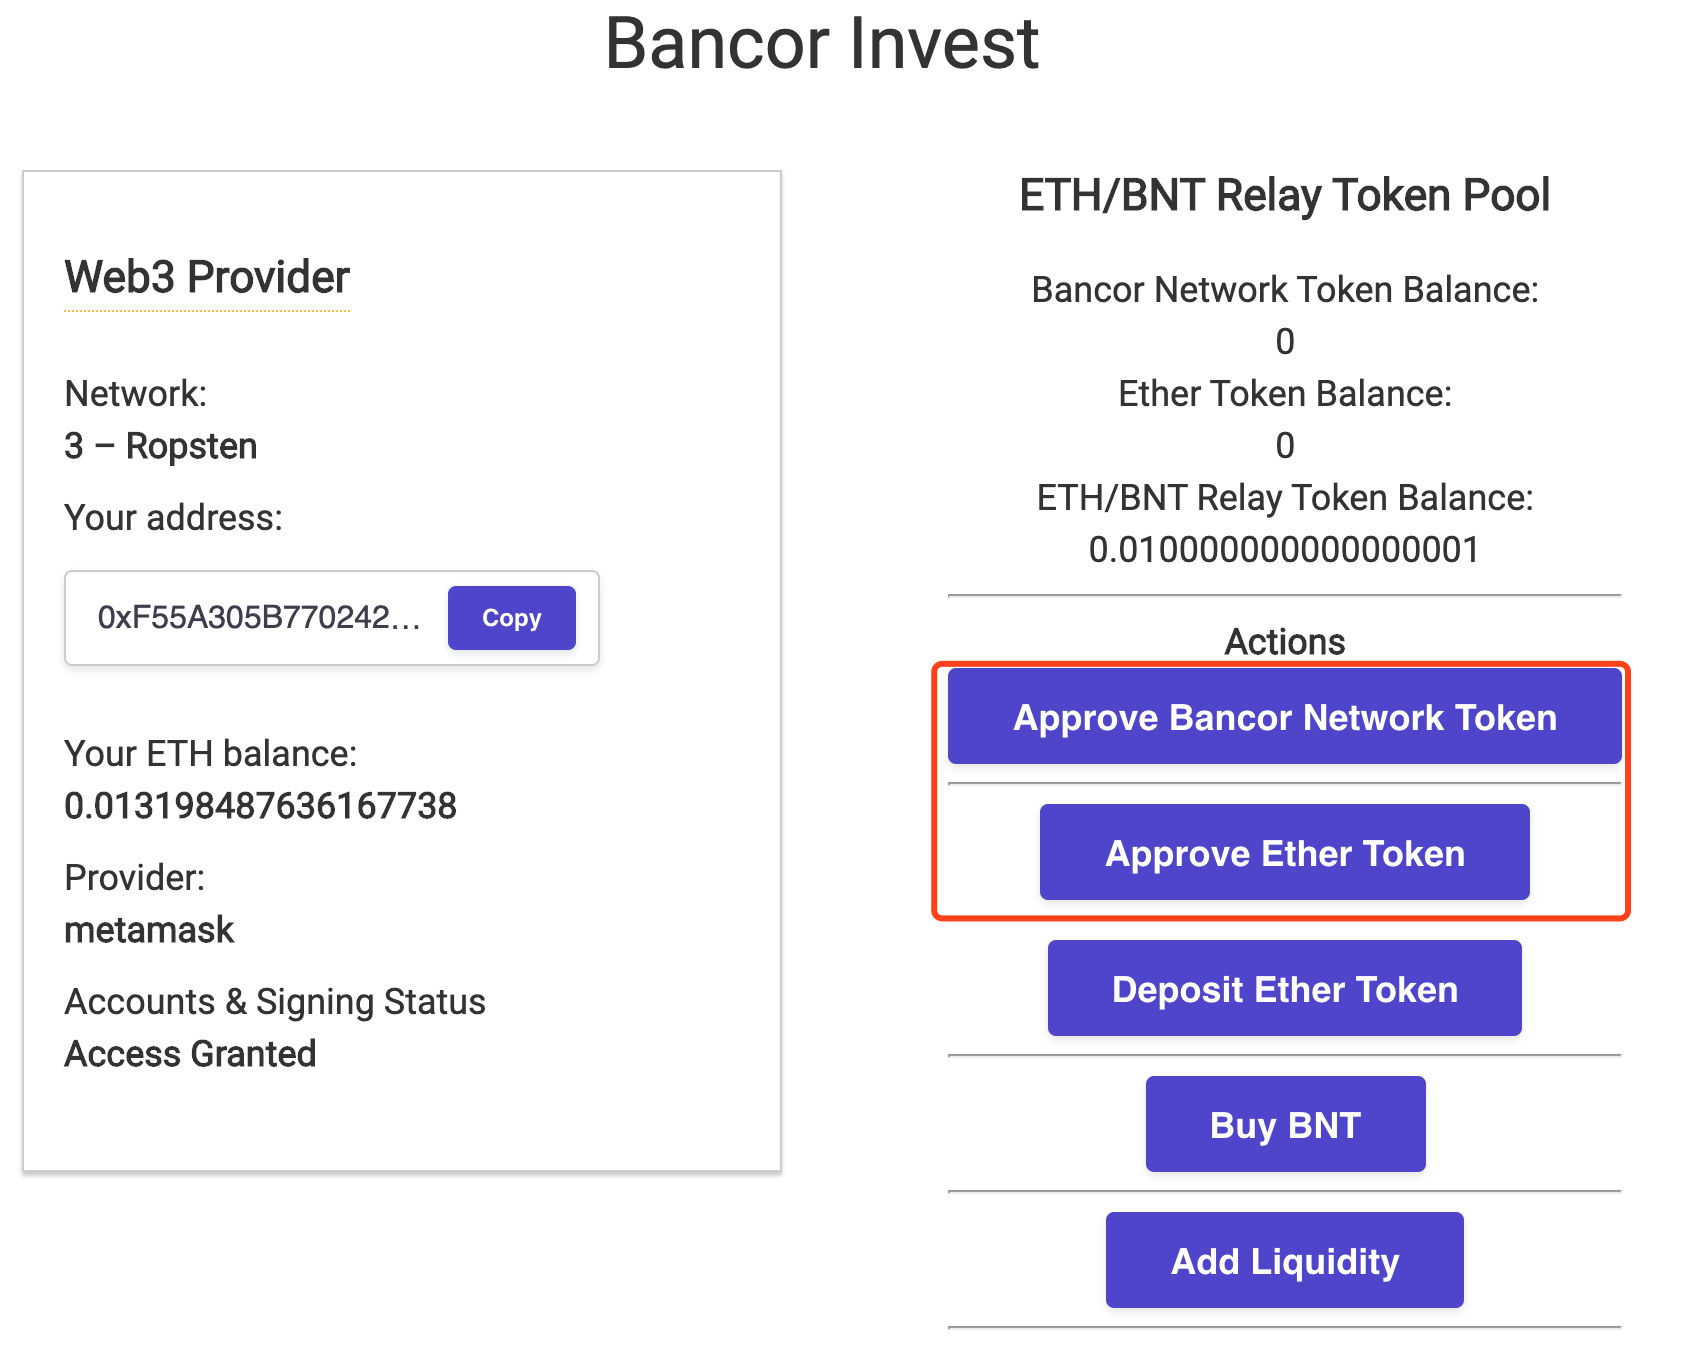 Bancor Invest
Web3 Provider
Network:
3 – Ropsten
Your address:
0xF55A305B770242...
Copy
Your ETH balance:
0.013198487636167738
Provider:
metamask
Accounts & Signing Status
Access Granted
ETH/BNT Relay Token Pool
Bancor Network Token Balance:
0
Ether Token Balance:
0
ETH/BNT Relay Token Balance:
0.010000000000000001
Actions
Approve Bancor Network Token
Approve Ether Token
Deposit Ether Token
Buy BNT
Add Liquidity